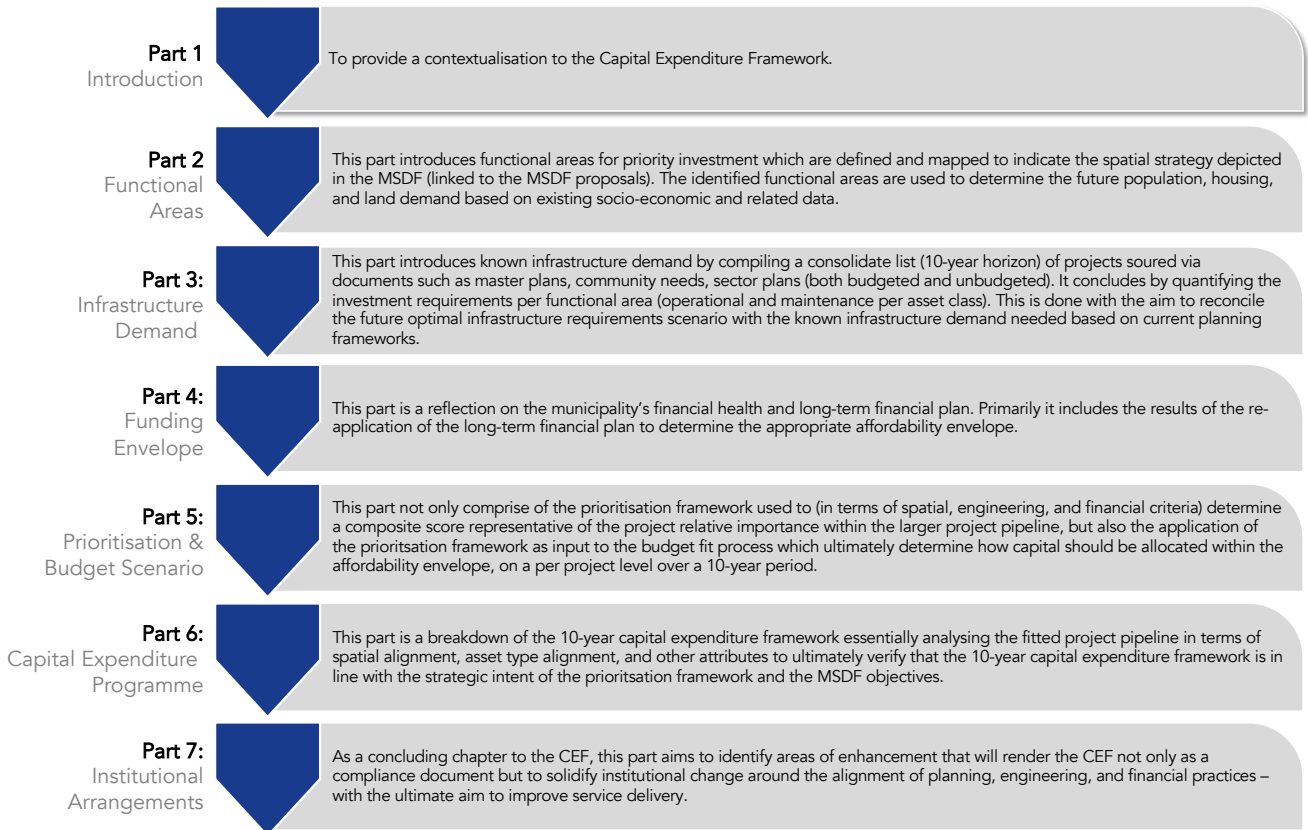 Part 1
Introduction
To provide a contextualisation to the Capital Expenditure Framework.
Part 2
Functional
Areas
This part introduces functional areas for priority investment which are defined and mapped to indicate the spatial strategy depicted
in the MSDF (linked to the MSDF proposals). The identified functional areas are used to determine the future population, housing,
and land demand based on existing socio-economic and related data.
Part 3:
Infrastructure
Demand
This part introduces known infrastructure demand by compiling a consolidate list (10-year horizon) of projects soured via
documents such as master plans, community needs, sector plans (both budgeted and unbudgeted). It concludes by quantifying the
investment requirements per functional area (operational and maintenance per asset class). This is done with the aim to reconcile
the future optimal infrastructure requirements scenario with the known infrastructure demand needed based on current planning
frameworks.
Part 4:
Funding
Envelope
This part is a reflection on the municipality's financial health and long-term financial plan. Primarily it includes the results of the re-
application of the long-term financial plan to determine the appropriate affordability envelope.
Part 5:
Prioritisation &
Budget Scenario
This part not only comprise of the prioritisation framework used to (in terms of spatial, engineering, and financial criteria) determine
a composite score representative of the project relative importance within the larger project pipeline, but also the application of
the prioritsation framework as input to the budget fit process which ultimately determine how capital should be allocated within the
affordability envelope, on a per project level over a 10-year period.
Part 6:
Capital Expenditure
Programme
This part is a breakdown of the 10-year capital expenditure framework essentially analysing the fitted project pipeline in terms of
spatial alignment, asset type alignment, and other attributes to ultimately verify that the 10-year capital expenditure framework is in
line with the strategic intent of the prioritsation framework and the MSDF objectives.
Part 7:
Institutional
Arrangements
As a concluding chapter to the CEF, this part aims to identify areas of enhancement that will render the CEF not only as a
compliance document but to solidify institutional change around the alignment of planning, engineering, and financial practices –
with the ultimate aim to improve service delivery.